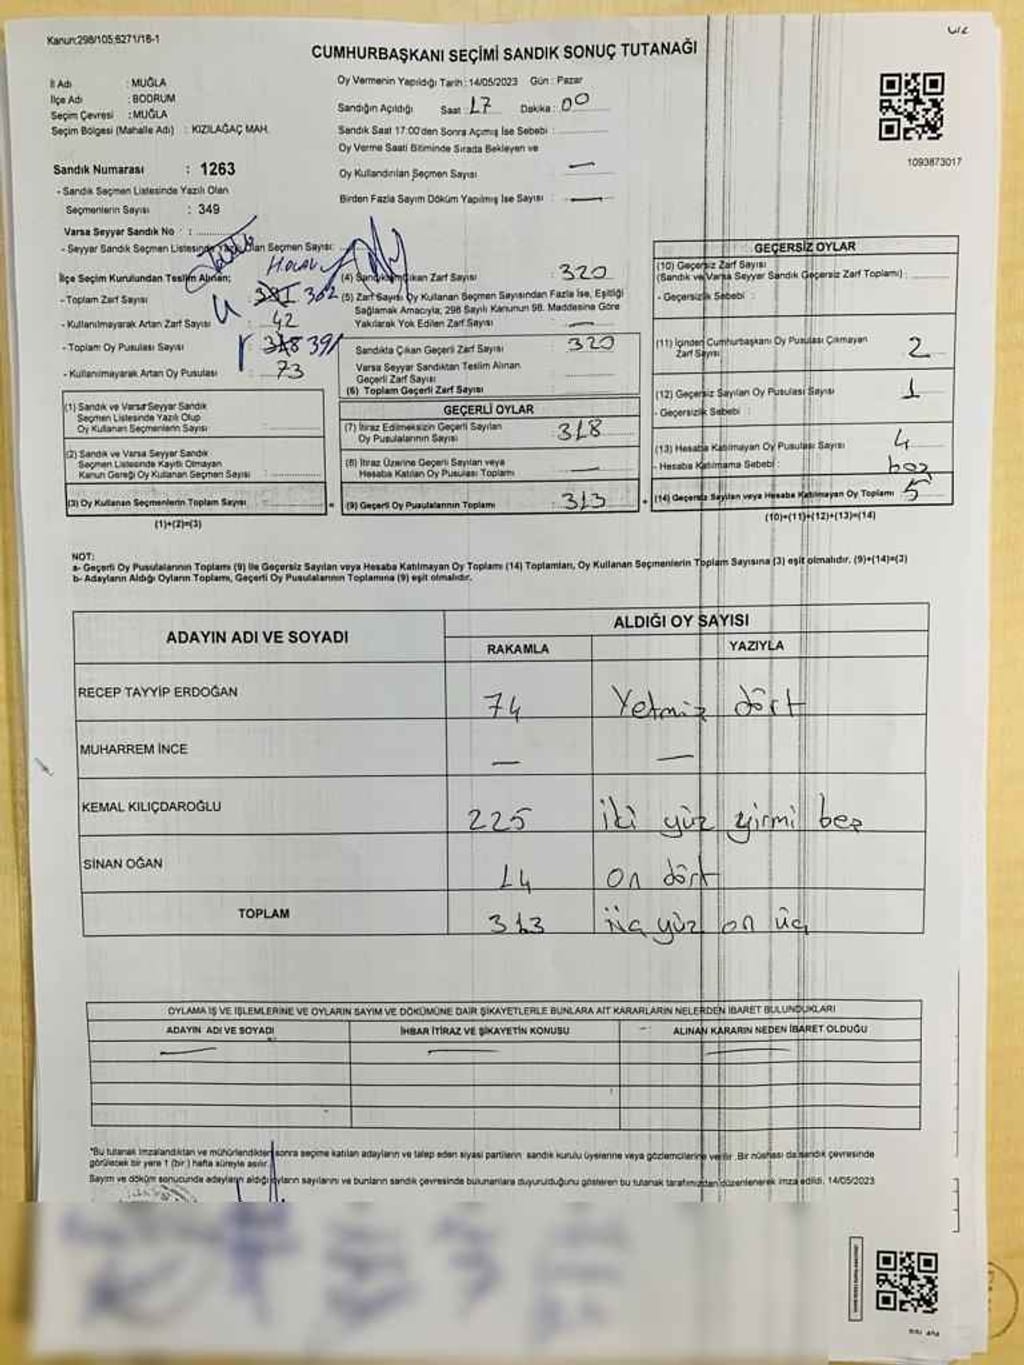 Kanun:298/105;6271/18-1
CUMHURBAŞKANI SEÇİMİ SANDIK SONUÇ TUTANAĞI
İl Adı : MUĞLA
İlçe Adı : BODRUM
Seçim Çevresi : MUĞLA
Seçim Bölgesi (Mahalle Adı) : KIZILAĞAÇ MAH.
Sandık Numarası : 1263
- Sandık Seçmen Listesinde Yazılı Olan
Seçmenlerin Sayısı : 349
Varsa Seyyar Sandık No :
- Seyyar Sandık Seçmen Listesinde Yazılı Olan Seçmen Sayısı:
Oy Vermenin Yapıldığı Tarih :14/05/2023 Gün : Pazar
Sandığın Açıldığı Saat : 17 Dakika : 00
Sandık Saat 17:00'den Sonra Açmış İse Sebebi :
Oy Verme Saati Bitiminde Sırada Bekleyen ve
Oy Kullandırılan Seçmen Sayısı : —
Birden Fazla Sayım Döküm Yapılmış İse Sayısı : —
1093873017
İlçe Seçim Kurulundan Teslim Alınan;
- Toplam Zarf Sayısı : 362
- Kullanılmayarak Artan Zarf Sayısı : 42
- Toplam Oy Pusulası Sayısı : 391
- Kullanılmayarak Artan Oy Pusulası : 73
(4) Sandıktan Çıkan Zarf Sayısı : 320
(5) Zarf Sayısı Oy Kullanan Seçmen Sayısından Fazla İse, Eşitliği
Sağlamak Amacıyla; 298 Sayılı Kanunun 98. Maddesine Göre
Yakılarak Yok Edilen Zarf Sayısı : —
Sandıkta Çıkan Geçerli Zarf Sayısı : 320
Varsa Seyyar Sandıktan Teslim Alınan
Geçerli Zarf Sayısı :
(6) Toplam Geçerli Zarf Sayısı :
(1) Sandık ve Varsa Seyyar Sandık
Seçmen Listesinde Yazılı Olup
Oy Kullanan Seçmenlerin Sayısı :
(2) Sandık ve Varsa Seyyar Sandık
Seçmen Listesinde Kayıtlı Olmayan
Kanun Gereği Oy Kullanan Seçmen Sayısı :
(3) Oy Kullanan Seçmenlerin Toplam Sayısı :
(1)+(2)=(3)
GEÇERLİ OYLAR
(7) İtiraz Edilmeksizin Geçerli Sayılan
Oy Pusulalarının Sayısı : 318
(8) İtiraz Üzerine Geçerli Sayılan veya
Hesaba Katılan Oy Pusulaları Toplamı : —
(9) Geçerli Oy Pusulalarının Toplamı : 313
GEÇERSİZ OYLAR
(10) Geçersiz Zarf Sayısı
(Sandık ve Varsa Seyyar Sandık Geçersiz Zarf Toplamı) :
- Geçersizlik Sebebi :
(11) İçinden Cumhurbaşkanı Oy Pusulası Çıkmayan
Zarf Sayısı : 2
(12) Geçersiz Sayılan Oy Pusulası Sayısı : 1
- Geçersizlik Sebebi :
(13) Hesaba Katılmayan Oy Pusulası Sayısı : 4
- Hesaba Katılmama Sebebi : boş
(14) Geçersiz Sayılan veya Hesaba Katılmayan Oy Toplamı : 5
(10)+(11)+(12)+(13)=(14)
NOT:
a- Geçerli Oy Pusulalarının Toplamı (9) ile Geçersiz Sayılan veya Hesaba Katılmayan Oy Toplamı (14) Toplamları, Oy Kullanan Seçmenlerin Toplam Sayısına (3) eşit olmalıdır. (9)+(14)=(3)
b- Adayların Aldığı Oyların Toplamı, Geçerli Oy Pusulalarının Toplamına (9) eşit olmalıdır.
ADAYIN ADI VE SOYADI ALDIĞI OY SAYISI
RAKAMLA YAZIYLA
RECEP TAYYİP ERDOĞAN 74 Yetmiş dört
MUHARREM İNCE — —
KEMAL KILIÇDAROĞLU 225 iki yüz yirmi beş
SİNAN OĞAN 14 on dört
TOPLAM 313 üç yüz on üç
OYLAMA İŞ VE İŞLEMLERİNE VE OYLARIN SAYIM VE DÖKÜMÜNE DAİR ŞİKAYETLERLE BUNLARA AİT KARARLARIN NELERDEN İBARET BULUNDUKLARI
ADAYIN ADI VE SOYADI İHBAR İTİRAZ VE ŞİKAYETİN KONUSU ALINAN KARARIN NEDEN İBARET OLDUĞU
— — —
*Bu tutanak imzalandıktan ve mühürlendikten sonra seçime katılan adayların ve talep eden siyasi partilerin sandık kurulu üyelerine veya gözlemcilerine verilir. Bir nüshası da sandık çevresinde
görülecek bir yere 1 (bir) hafta süreyle asılır.
Sayım ve döküm sonucunda adayların aldığı oyların sayılarını ve bunların sandık çevresinde bulunanlara duyurulduğunu gösteren bu tutanak tarafımızdan düzenlenerek imza edildi. 14/05/2023